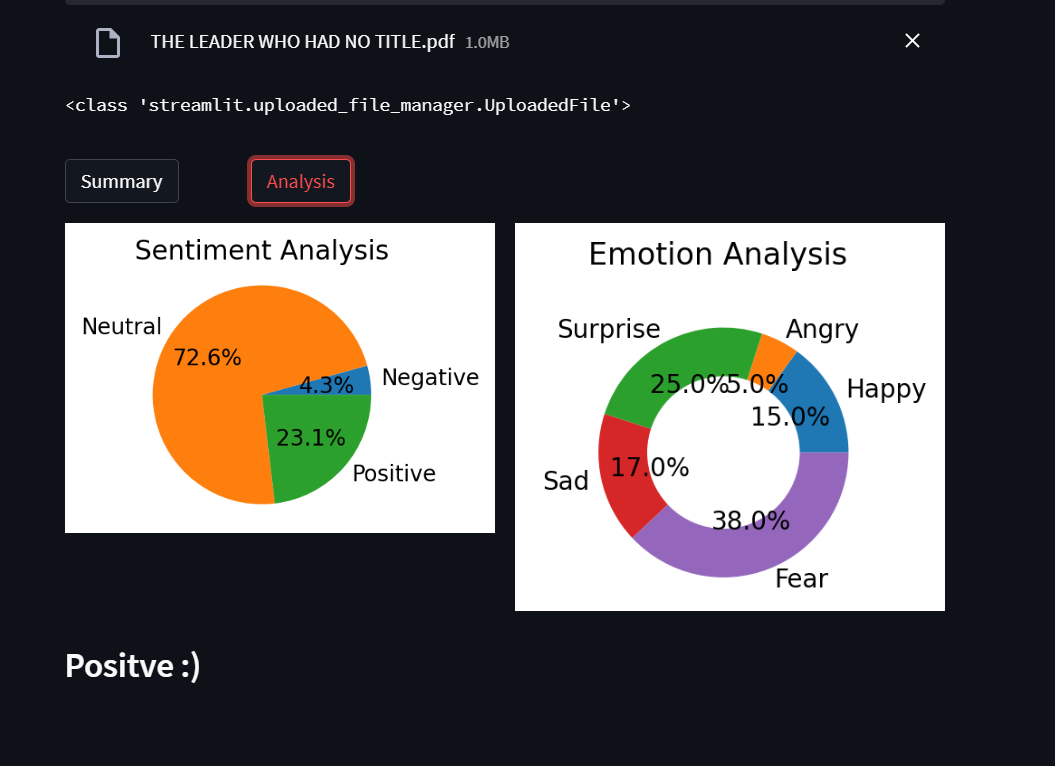 THE LEADER WHO HAD NO TITLE.pdf 1.0MB
<class 'streamlit.uploaded_file_manager.UploadedFile'>
Summary
Analysis
Sentiment Analysis
Neutral
72.6%
4.3%
Negative
23.1%
Positive
Emotion Analysis
Surprise
Angry
25.0%
5.0%
Happy
15.0%
Sad
17.0%
38.0%
Fear
Positve :)